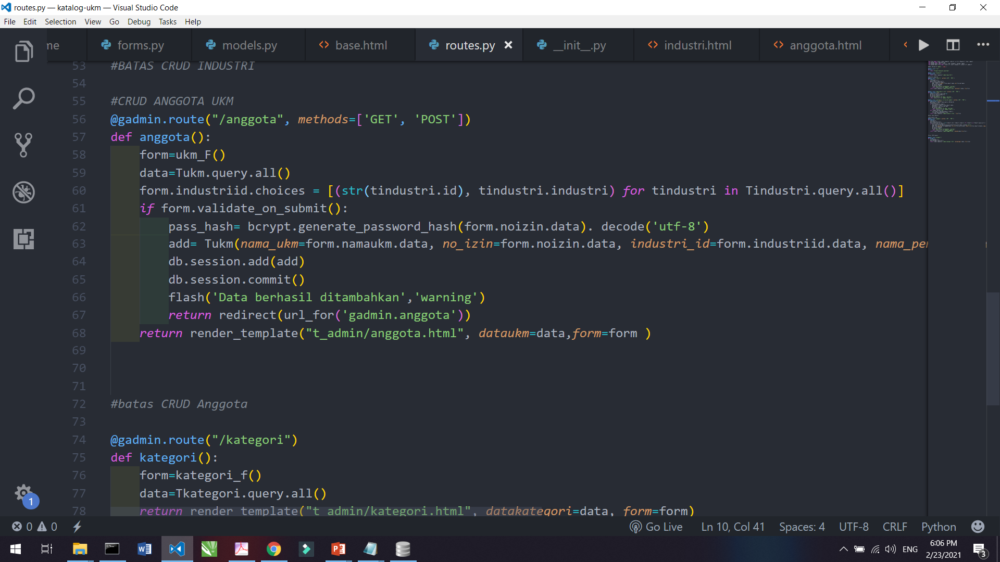 routes.py — katalog-ukm — Visual Studio Code
File Edit Selection View Go Debug Tasks Help
me forms.py models.py base.html routes.py __init__.py industri.html anggota.html
53 #BATAS CRUD INDUSTRI
54
55 #CRUD ANGGOTA UKM
56 @gadmin.route("/anggota", methods=['GET', 'POST'])
57 def anggota():
58 form=ukm_F()
59 data=Tukm.query.all()
60 form.industriid.choices = [(str(tindustri.id), tindustri.industri) for tindustri in Tindustri.query.all()]
61 if form.validate_on_submit():
62 pass_hash= bcrypt.generate_password_hash(form.noizin.data). decode('utf-8')
63 add= Tukm(nama_ukm=form.namaukm.data, no_izin=form.noizin.data, industri_id=form.industriid.data, nama_pe
64 db.session.add(add)
65 db.session.commit()
66 flash('Data berhasil ditambahkan','warning')
67 return redirect(url_for('gadmin.anggota'))
68 return render_template("t_admin/anggota.html", dataukm=data,form=form )
69
70
71
72 #batas CRUD Anggota
73
74 @gadmin.route("/kategori")
75 def kategori():
76 form=kategori_f()
77 data=Tkategori.query.all()
78 return render_template("t_admin/kategori.html", datakategori=data, form=form)
1
0 0 Go Live Ln 10, Col 41 Spaces: 4 UTF-8 CRLF Python
ENG 6:06 PM
2/23/2021 3